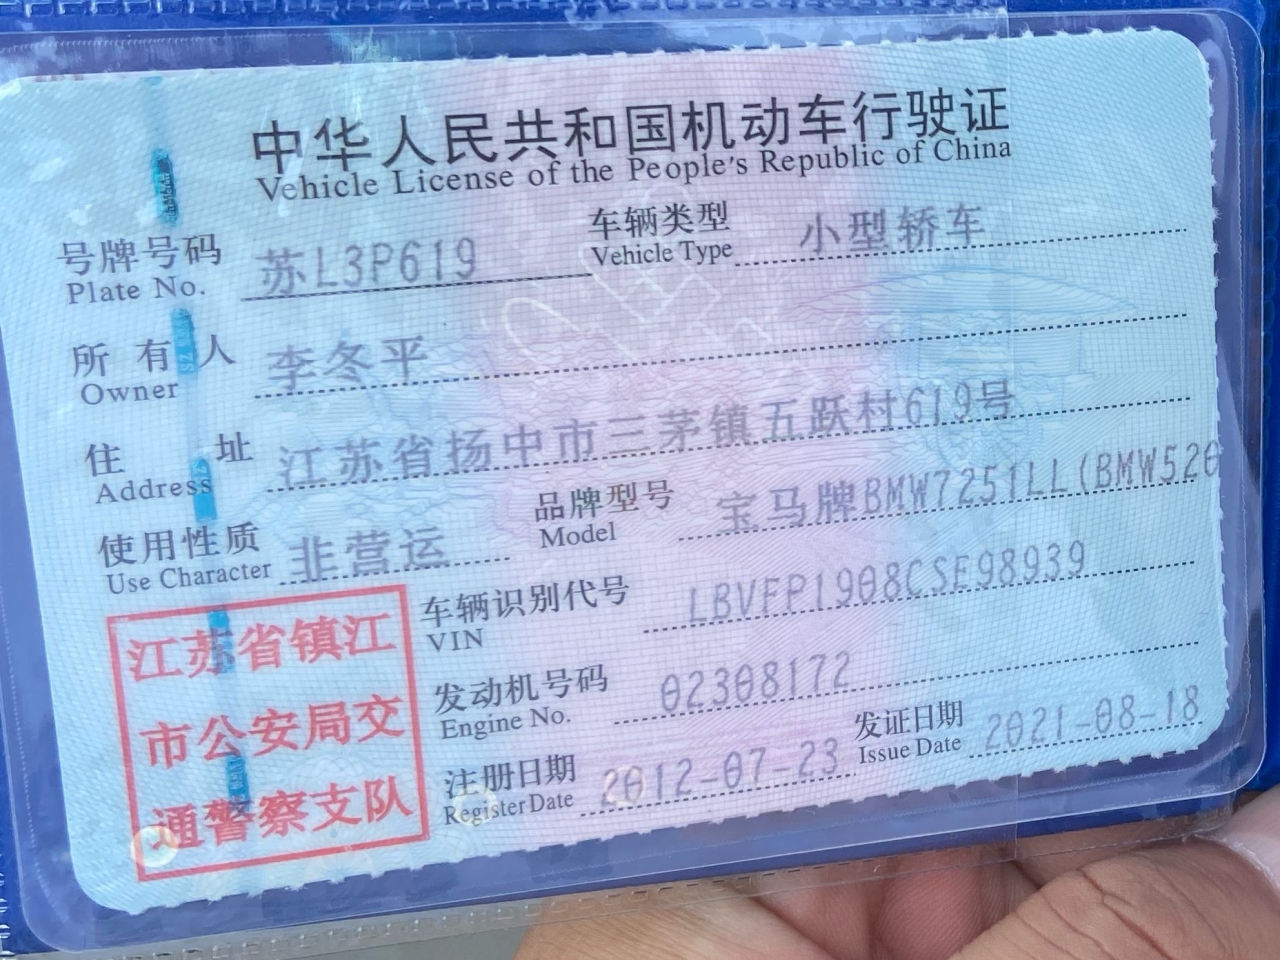 中华人民共和国机动车行驶证
Vehicle License of the People's Republic of China
号牌号码 苏L3P619 车辆类型 小型轿车
Plate No. Vehicle Type
所有人 李冬平
Owner
住址 江苏省扬中市三茅镇五跃村619号
Address
使用性质 非营运 品牌型号 宝马牌BMW7251LL(BMW520
Use Character Model
车辆识别代号 LBVFP1908CSE98939
VIN
发动机号码 02308172
Engine No.
注册日期 2012-07-23 发证日期 2021-08-18
Register Date Issue Date
江苏省镇江
市公安局交
通警察支队